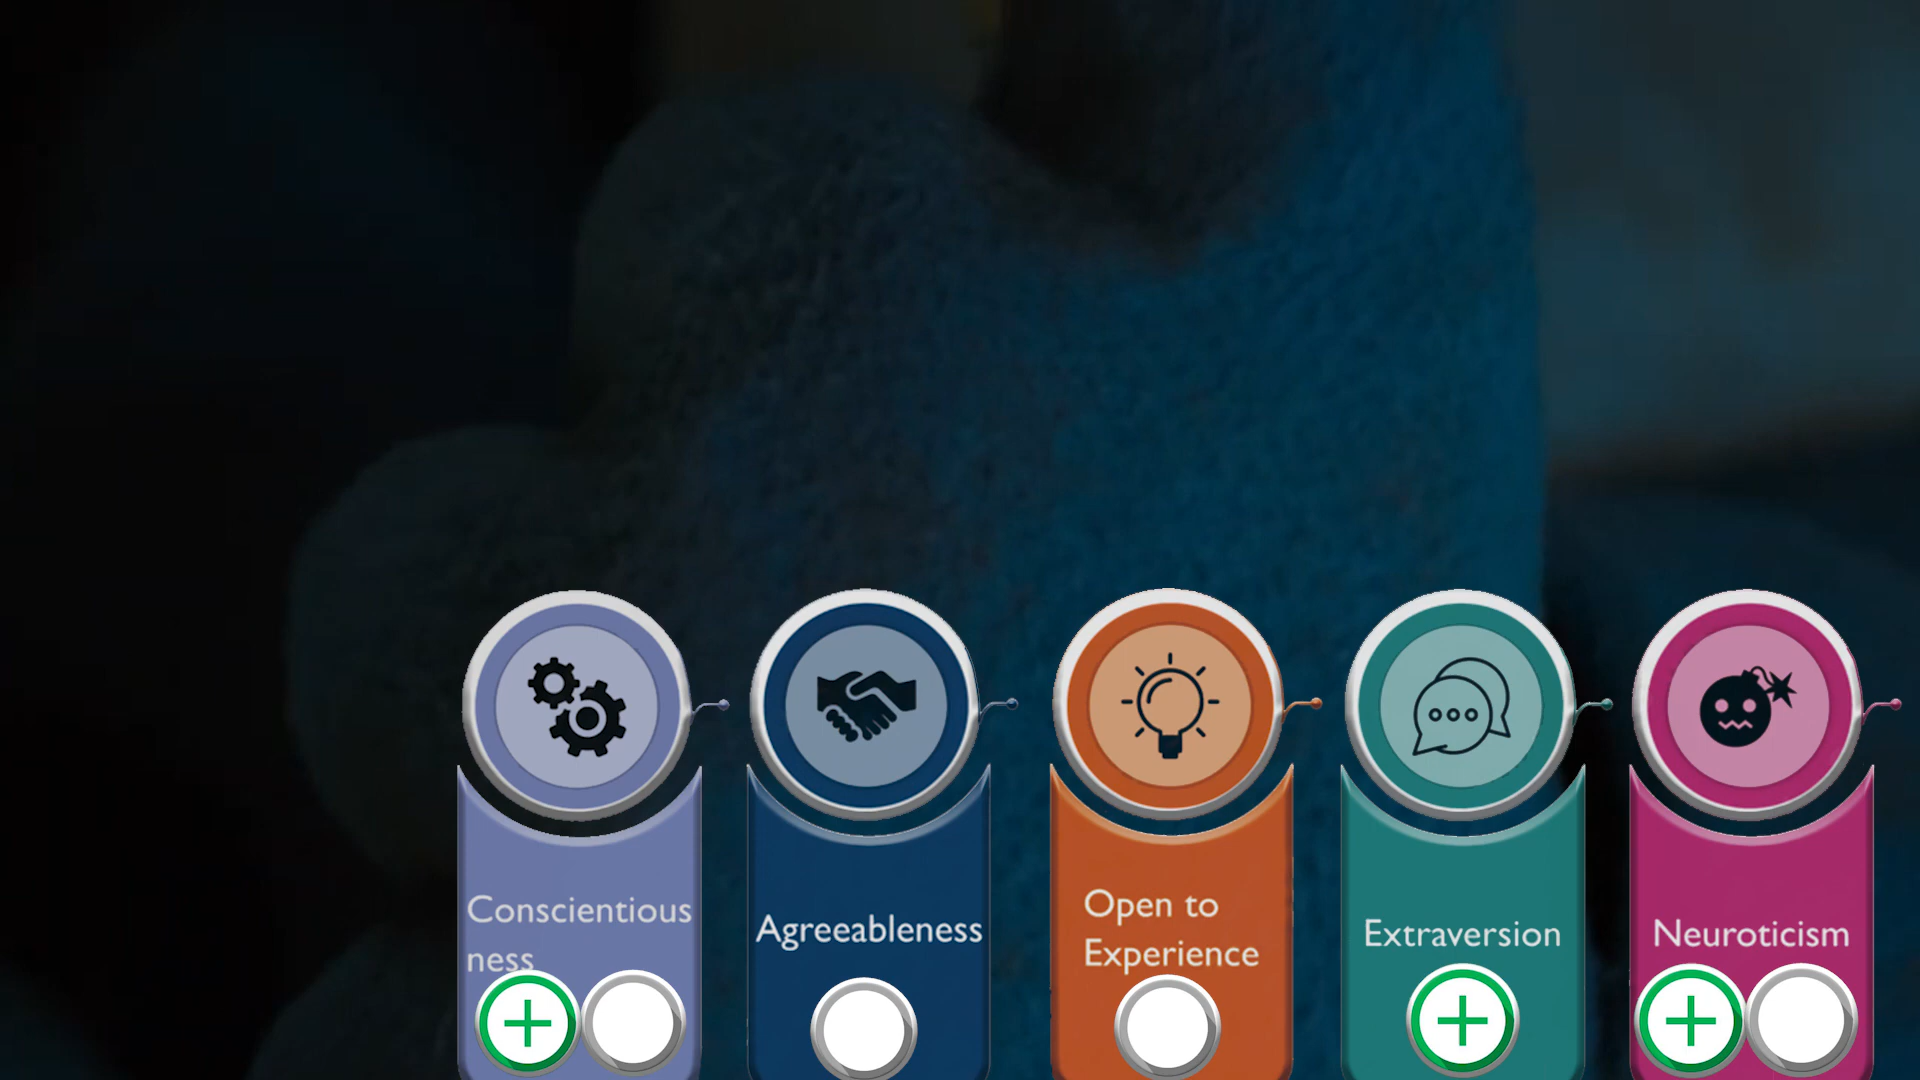 Conscientious
ness
Agreeableness
Open to
Experience
Extraversion
Neuroticism